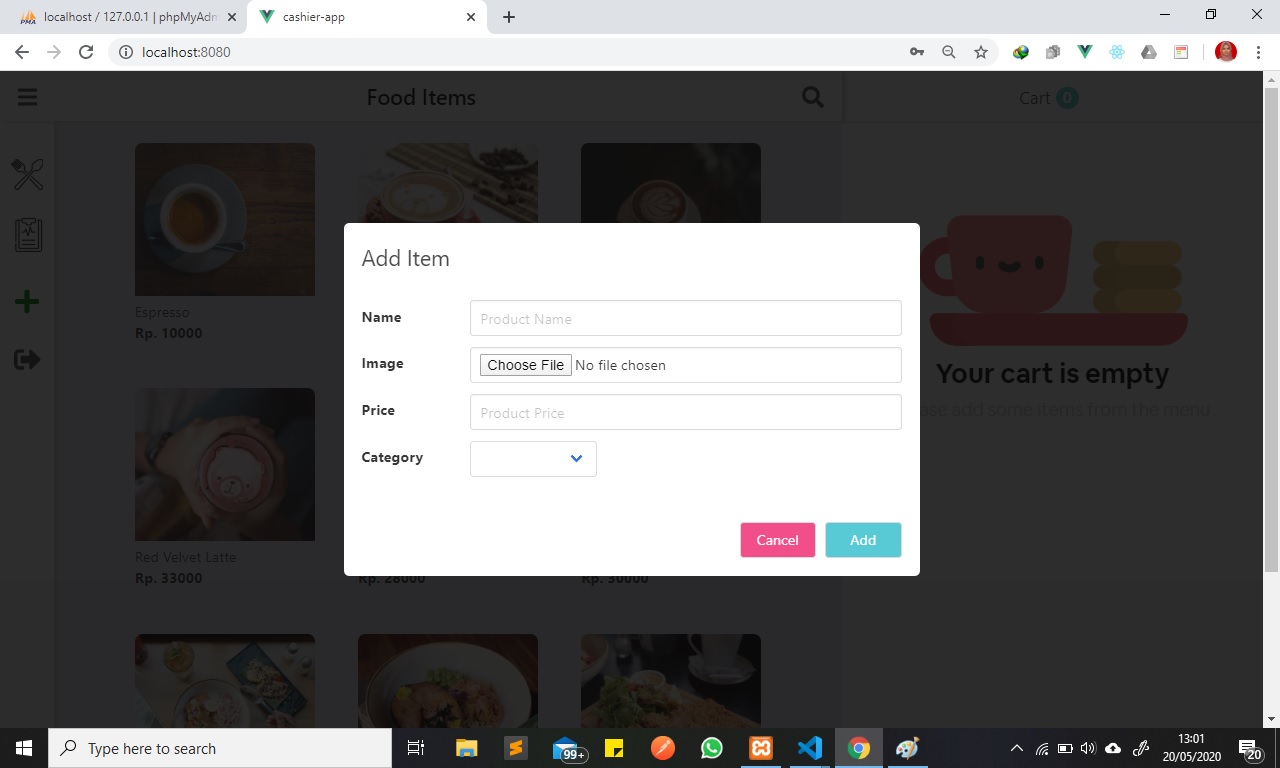 localhost / 127.0.0.1 | phpMyAdm
cashier-app
localhost:8080
Food Items
Cart 0
Espresso
Rp. 10000
Add Item
Name
Product Name
Image
Choose File No file chosen
Price
Product Price
Category
Cancel
Add
Your cart is empty
add some items from the menu
Red Velvet Latte
Rp. 33000
Rp. 28000
Rp. 30000
Type here to search
99+
13:01
20/05/2020
20